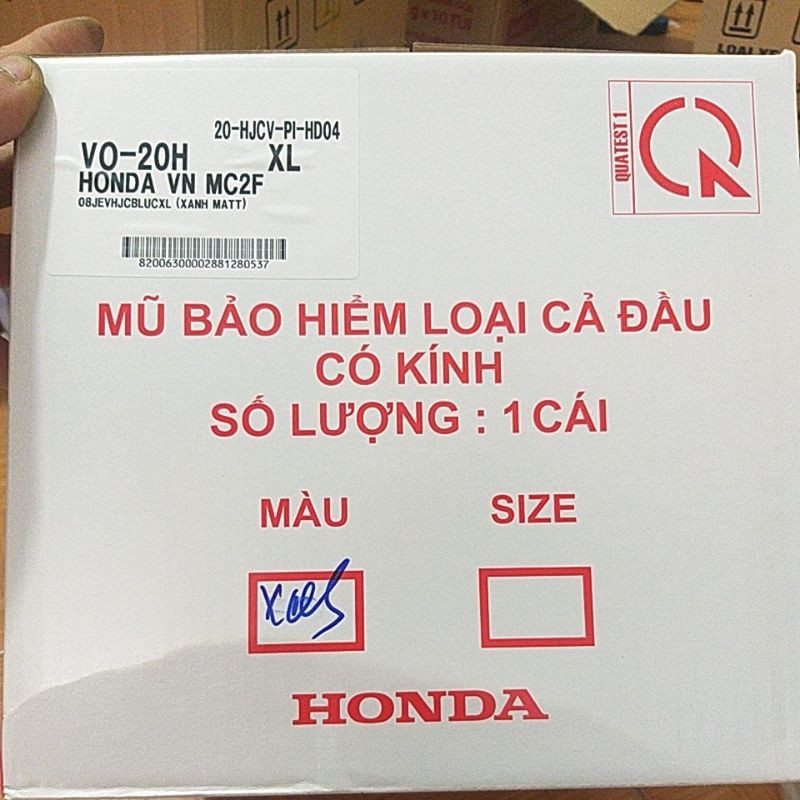 20-HJCV-PI-HD04
VO-20H XL
HONDA VN MC2F
08JEVHJCBLUCXL (XANH MATT)
82006300002881280537
QUATEST 1
MŨ BẢO HIỂM LOẠI CẢ ĐẦU
CÓ KÍNH
SỐ LƯỢNG : 1 CÁI
MÀU SIZE
HONDA